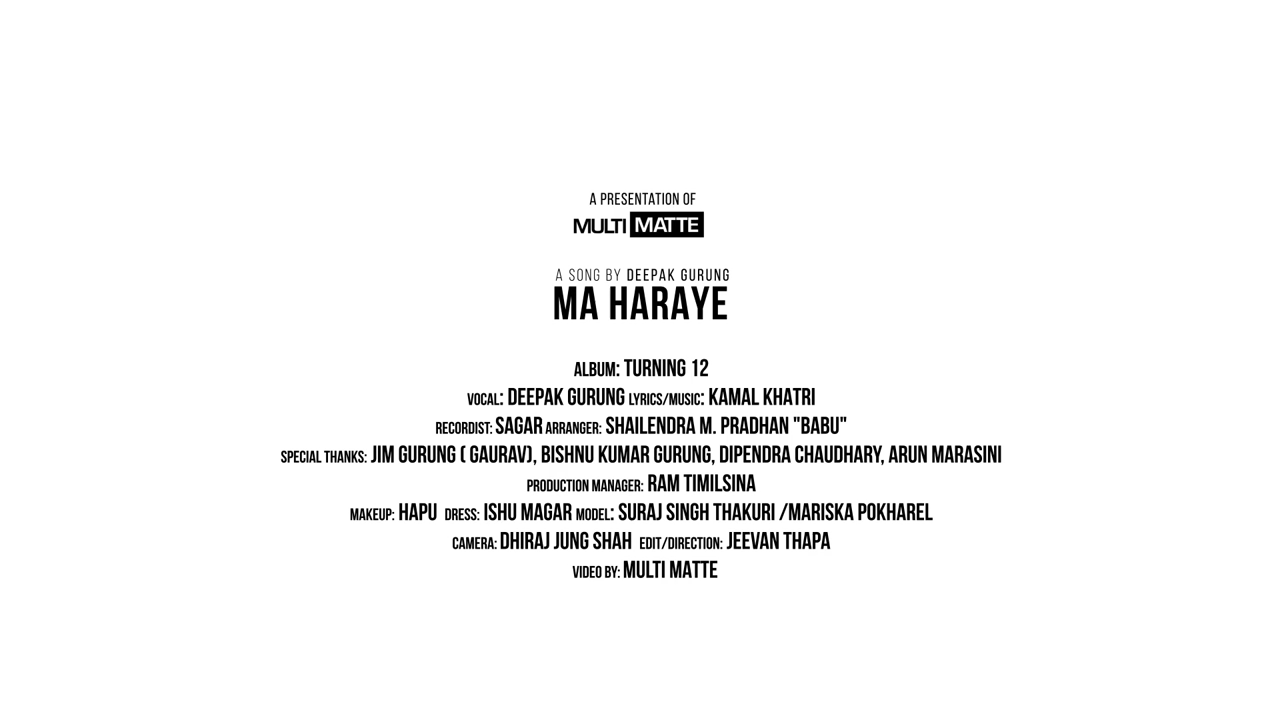 A PRESENTATION OF
MULTI MATTE
A SONG BY DEEPAK GURUNG
MA HARAYE
ALBUM: TURNING 12
VOCAL: DEEPAK GURUNG LYRICS/MUSIC: KAMAL KHATRI
RECORDIST: SAGAR ARRANGER: SHAILENDRA M. PRADHAN "BABU"
SPECIAL THANKS: JIM GURUNG ( GAURAV), BISHNU KUMAR GURUNG, DIPENDRA CHAUDHARY, ARUN MARASINI
PRODUCTION MANAGER: RAM TIMILSINA
MAKEUP: HAPU DRESS: ISHU MAGAR MODEL: SURAJ SINGH THAKURI /MARISKA POKHAREL
CAMERA: DHIRAJ JUNG SHAH EDIT/DIRECTION: JEEVAN THAPA
VIDEO BY: MULTI MATTE